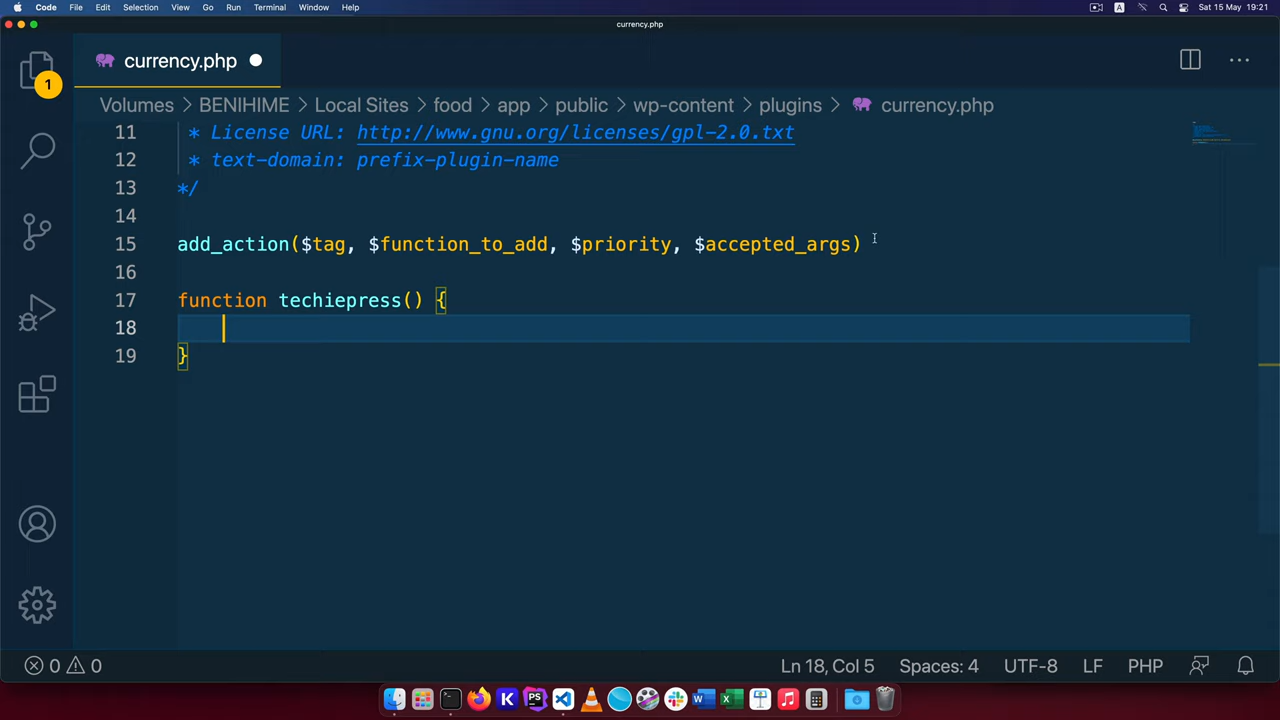 Code File Edit Selection View Go Run Terminal Window Help A Sat 15 May 19:21
currency.php
currency.php
1
Volumes > BENIHIME > Local Sites > food > app > public > wp-content > plugins > currency.php
11 * License URL: http://www.gnu.org/licenses/gpl-2.0.txt
12 * text-domain: prefix-plugin-name
13 */
14
15 add_action($tag, $function_to_add, $priority, $accepted_args)
16
17 function techiepress() {
18
19 }
0 0 Ln 18, Col 5 Spaces: 4 UTF-8 LF PHP
K PS W X